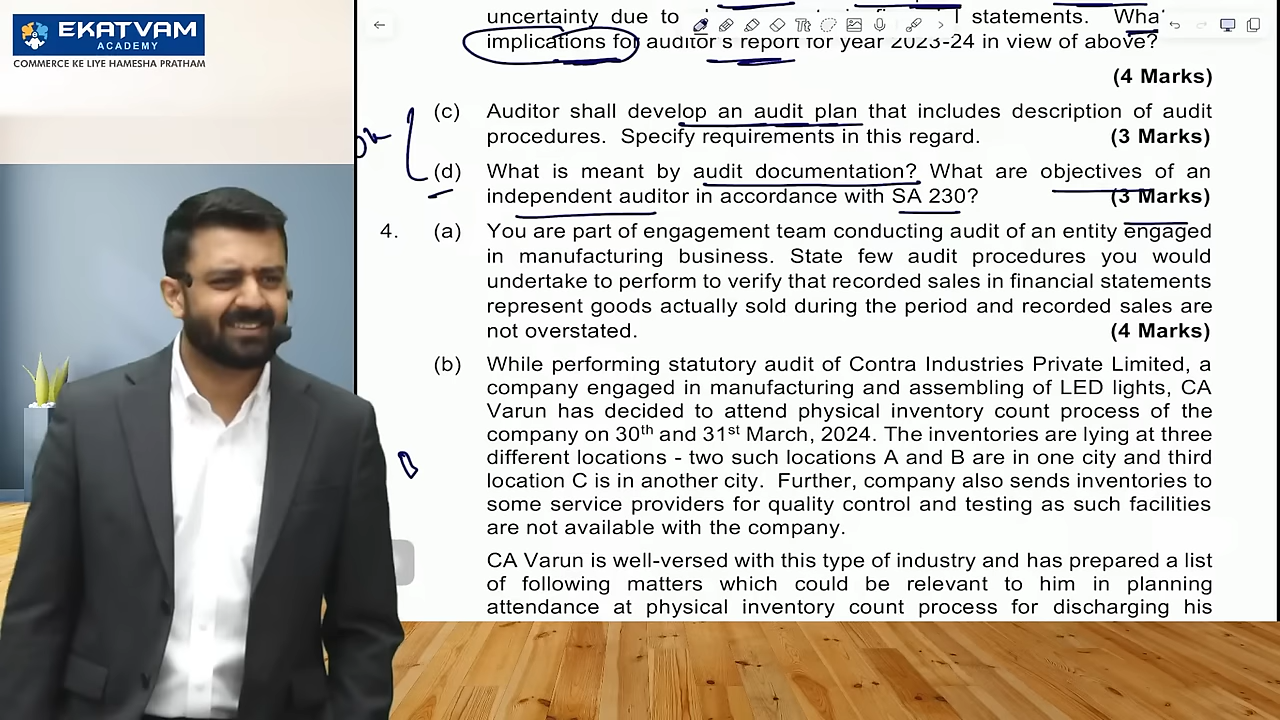 EKATVAM
ACADEMY
COMMERCE KE LIYE HAMESHA PRATHAM
uncertainty due to statements.
implications for auditor's report for year 2023-24 in view of above?
(4 Marks)
(c) Auditor shall develop an audit plan that includes description of audit
procedures. Specify requirements in this regard. (3 Marks)
(d) What is meant by audit documentation? What are objectives of an
independent auditor in accordance with SA 230? (3 Marks)
4. (a) You are part of engagement team conducting audit of an entity engaged
in manufacturing business. State few audit procedures you would
undertake to perform to verify that recorded sales in financial statements
represent goods actually sold during the period and recorded sales are
not overstated. (4 Marks)
(b) While performing statutory audit of Contra Industries Private Limited, a
company engaged in manufacturing and assembling of LED lights, CA
Varun has decided to attend physical inventory count process of the
company on 30th and 31st March, 2024. The inventories are lying at three
different locations - two such locations A and B are in one city and third
location C is in another city. Further, company also sends inventories to
some service providers for quality control and testing as such facilities
are not available with the company.
CA Varun is well-versed with this type of industry and has prepared a list
of following matters which could be relevant to him in planning
attendance at physical inventory count process for discharging his